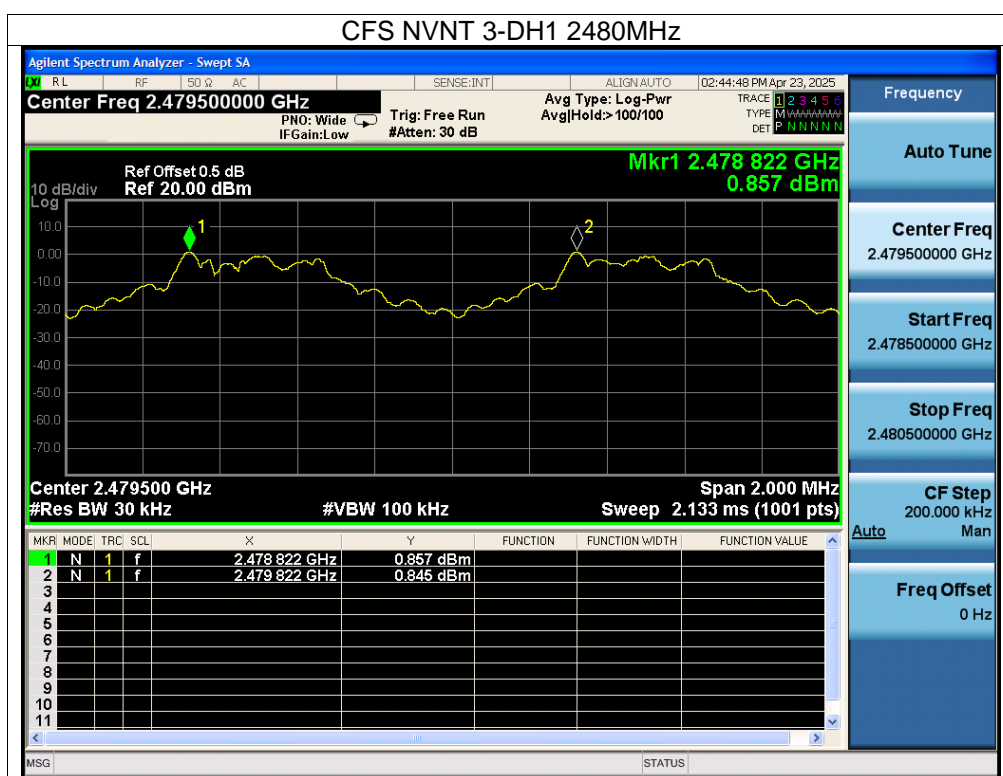 CFS NVNT 3-DH1 2480MHz
Agilent Spectrum Analyzer - Swept SA
LXI RL RF 50 Ω AC SENSE:INT ALIGN AUTO 02:44:48 PM Apr 23, 2025
Center Freq 2.479500000 GHz
PNO: Wide
IFGain:Low
Trig: Free Run
#Atten: 30 dB
Avg Type: Log-Pwr
Avg|Hold:> 100/100
TRACE 1 2 3 4 5 6
TYPE M WWWWW
DET P N N N N N
Frequency
Auto Tune
Center Freq
2.479500000 GHz
Start Freq
2.478500000 GHz
Stop Freq
2.480500000 GHz
CF Step
200.000 kHz
Auto Man
Freq Offset
0 Hz
Mkr1 2.478 822 GHz
0.857 dBm
Ref Offset 0.5 dB
10 dB/div Ref 20.00 dBm
Log
10.0
0.00
-10.0
-20.0
-30.0
-40.0
-50.0
-60.0
-70.0
1
2
Center 2.479500 GHz Span 2.000 MHz
#Res BW 30 kHz #VBW 100 kHz Sweep 2.133 ms (1001 pts)
MKR MODE TRC SCL X Y FUNCTION FUNCTION WIDTH FUNCTION VALUE
1 N 1 f 2.478 822 GHz 0.857 dBm
2 N 1 f 2.479 822 GHz 0.845 dBm
3
4
5
6
7
8
9
10
11
MSG STATUS